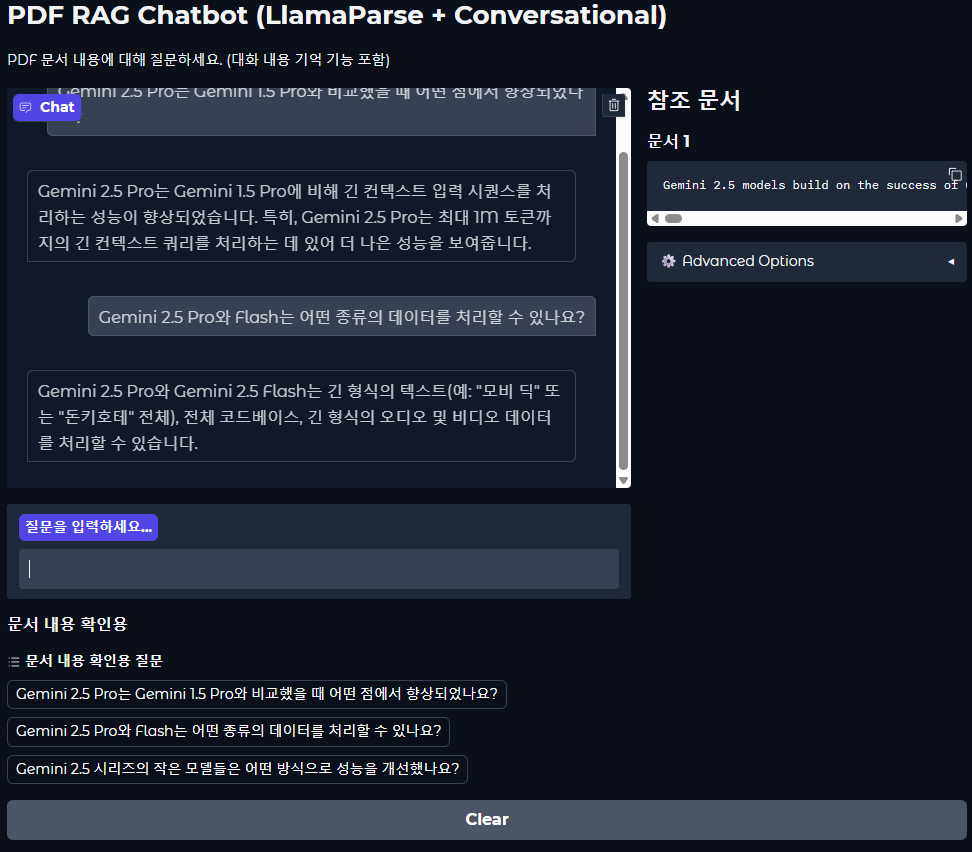 PDF RAG Chatbot (LlamaParse + Conversational)
PDF 문서 내용에 대해 질문하세요. (대화 내용 기억 기능 포함)
Chat
Gemini 2.5 Pro는 Gemini 1.5 Pro와 비교했을 때 어떤 점에서 향상되었나
Gemini 2.5 Pro는 Gemini 1.5 Pro에 비해 긴 컨텍스트 입력 시퀀스를 처
리하는 성능이 향상되었습니다. 특히, Gemini 2.5 Pro는 최대 1M 토큰까
지의 긴 컨텍스트 쿼리를 처리하는 데 있어 더 나은 성능을 보여줍니다.
Gemini 2.5 Pro와 Flash는 어떤 종류의 데이터를 처리할 수 있나요?
Gemini 2.5 Pro와 Gemini 2.5 Flash는 긴 형식의 텍스트(예: "모비 딕" 또
는 "돈키호테" 전체), 전체 코드베이스, 긴 형식의 오디오 및 비디오 데이터
를 처리할 수 있습니다.
질문을 입력하세요...
참조 문서
문서 1
Gemini 2.5 models build on the success of
Advanced Options
문서 내용 확인용
문서 내용 확인용 질문
Gemini 2.5 Pro는 Gemini 1.5 Pro와 비교했을 때 어떤 점에서 향상되었나요?
Gemini 2.5 Pro와 Flash는 어떤 종류의 데이터를 처리할 수 있나요?
Gemini 2.5 시리즈의 작은 모델들은 어떤 방식으로 성능을 개선했나요?
Clear